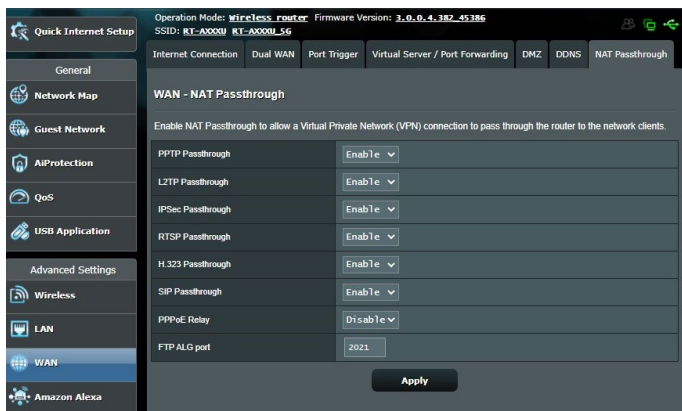 Quick Internet Setup
General
Network Map
Guest Network
AiProtection
QoS
USB Application
Advanced Settings
Wireless
LAN
WAN
Amazon Alexa
Operation Mode: Wireless router Firmware Version: 3.0.0.4.382_45386
SSID: RT-AXXXU RT-AXXXU_5G
Internet Connection Dual WAN Port Trigger Virtual Server / Port Forwarding DMZ DDNS NAT Passthrough
WAN - NAT Passthrough
Enable NAT Passthrough to allow a Virtual Private Network (VPN) connection to pass through the router to the network clients.
PPTP Passthrough Enable
L2TP Passthrough Enable
IPSec Passthrough Enable
RTSP Passthrough Enable
H.323 Passthrough Enable
SIP Passthrough Enable
PPPoE Relay Disable
FTP ALG port 2021
Apply